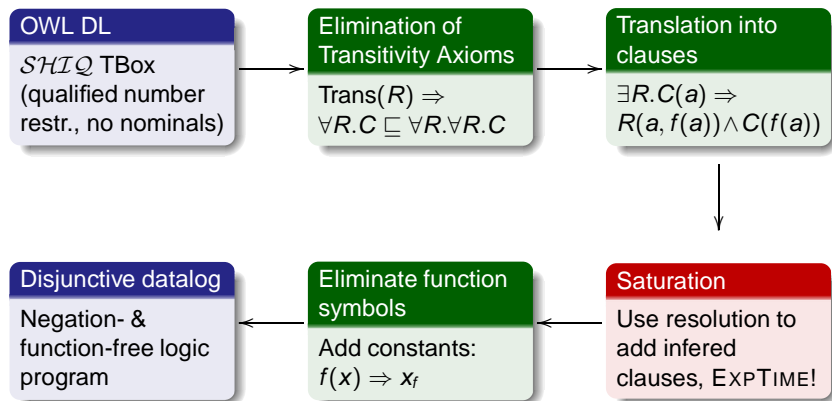 OWL DL
𝒮ℋℐ𝒬 TBox
(qualified number
restr., no nominals)
Elimination of
Transitivity Axioms
Trans(R) ⇒
∀R.C ⊑ ∀R.∀R.C
Translation into
clauses
∃R.C(a) ⇒
R(a, f(a))∧C(f(a))
Disjunctive datalog
Negation- &
function-free logic
program
Eliminate function
symbols
Add constants:
f(x) ⇒ x_f
Saturation
Use resolution to
add infered
clauses, EXPTIME!